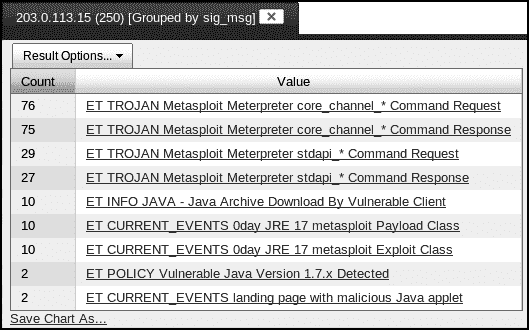 203.0.113.15 (250) [Grouped by sig_msg]
Result Options...
Count Value
76 ET TROJAN Metasploit Meterpreter core_channel_* Command Request
75 ET TROJAN Metasploit Meterpreter core_channel_* Command Response
29 ET TROJAN Metasploit Meterpreter stdapi_* Command Request
27 ET TROJAN Metasploit Meterpreter stdapi_* Command Response
10 ET INFO JAVA - Java Archive Download By Vulnerable Client
10 ET CURRENT_EVENTS 0day JRE 17 metasploit Payload Class
10 ET CURRENT_EVENTS 0day JRE 17 metasploit Exploit Class
2 ET POLICY Vulnerable Java Version 1.7.x Detected
2 ET CURRENT_EVENTS landing page with malicious Java applet
Save Chart As...